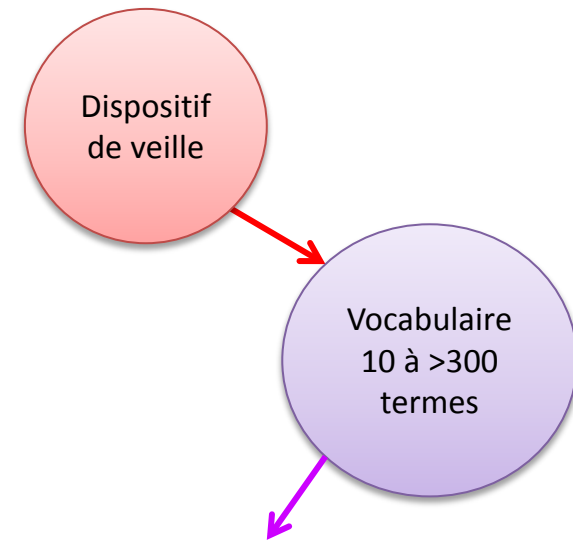 Dispositif
de veille
Vocabulaire
10 à >300
termes